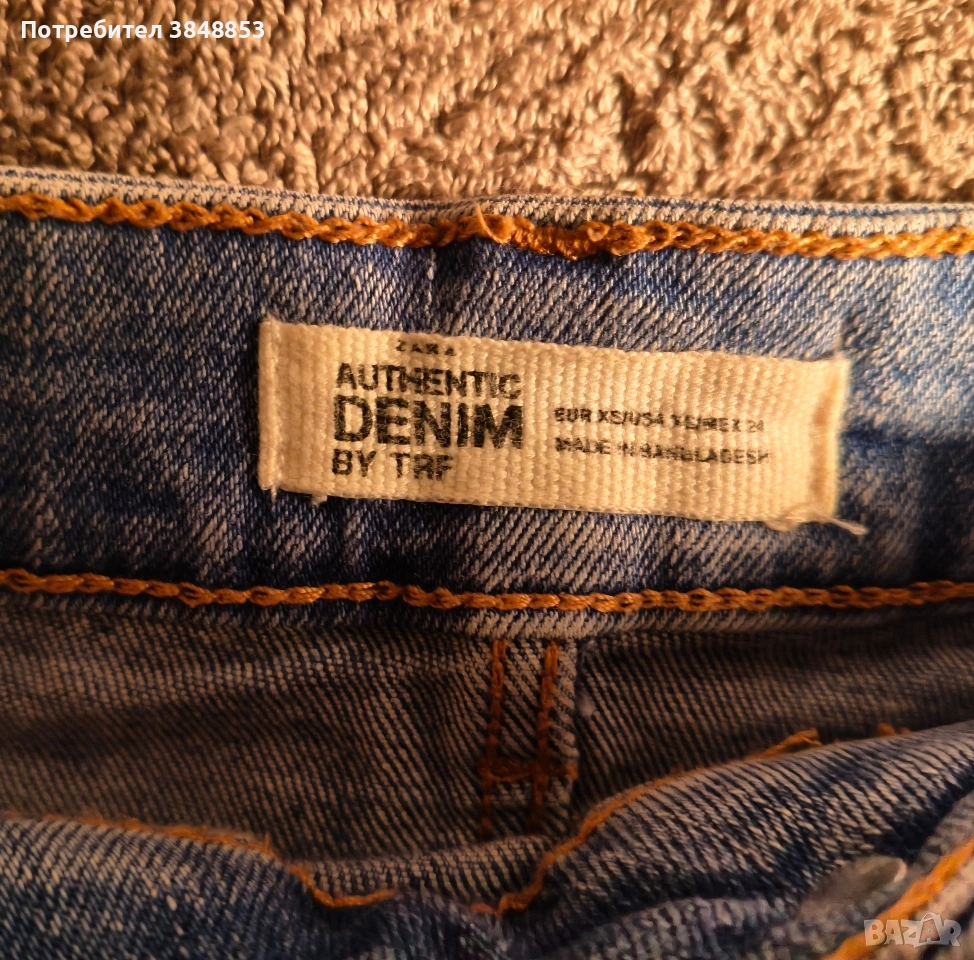 Потребител 3848853
ZARA
AUTHENTIC
DENIM
BY TRF
EUR XS/USA XS/MEX 24
MADE IN BANGLADESH
BAZAR